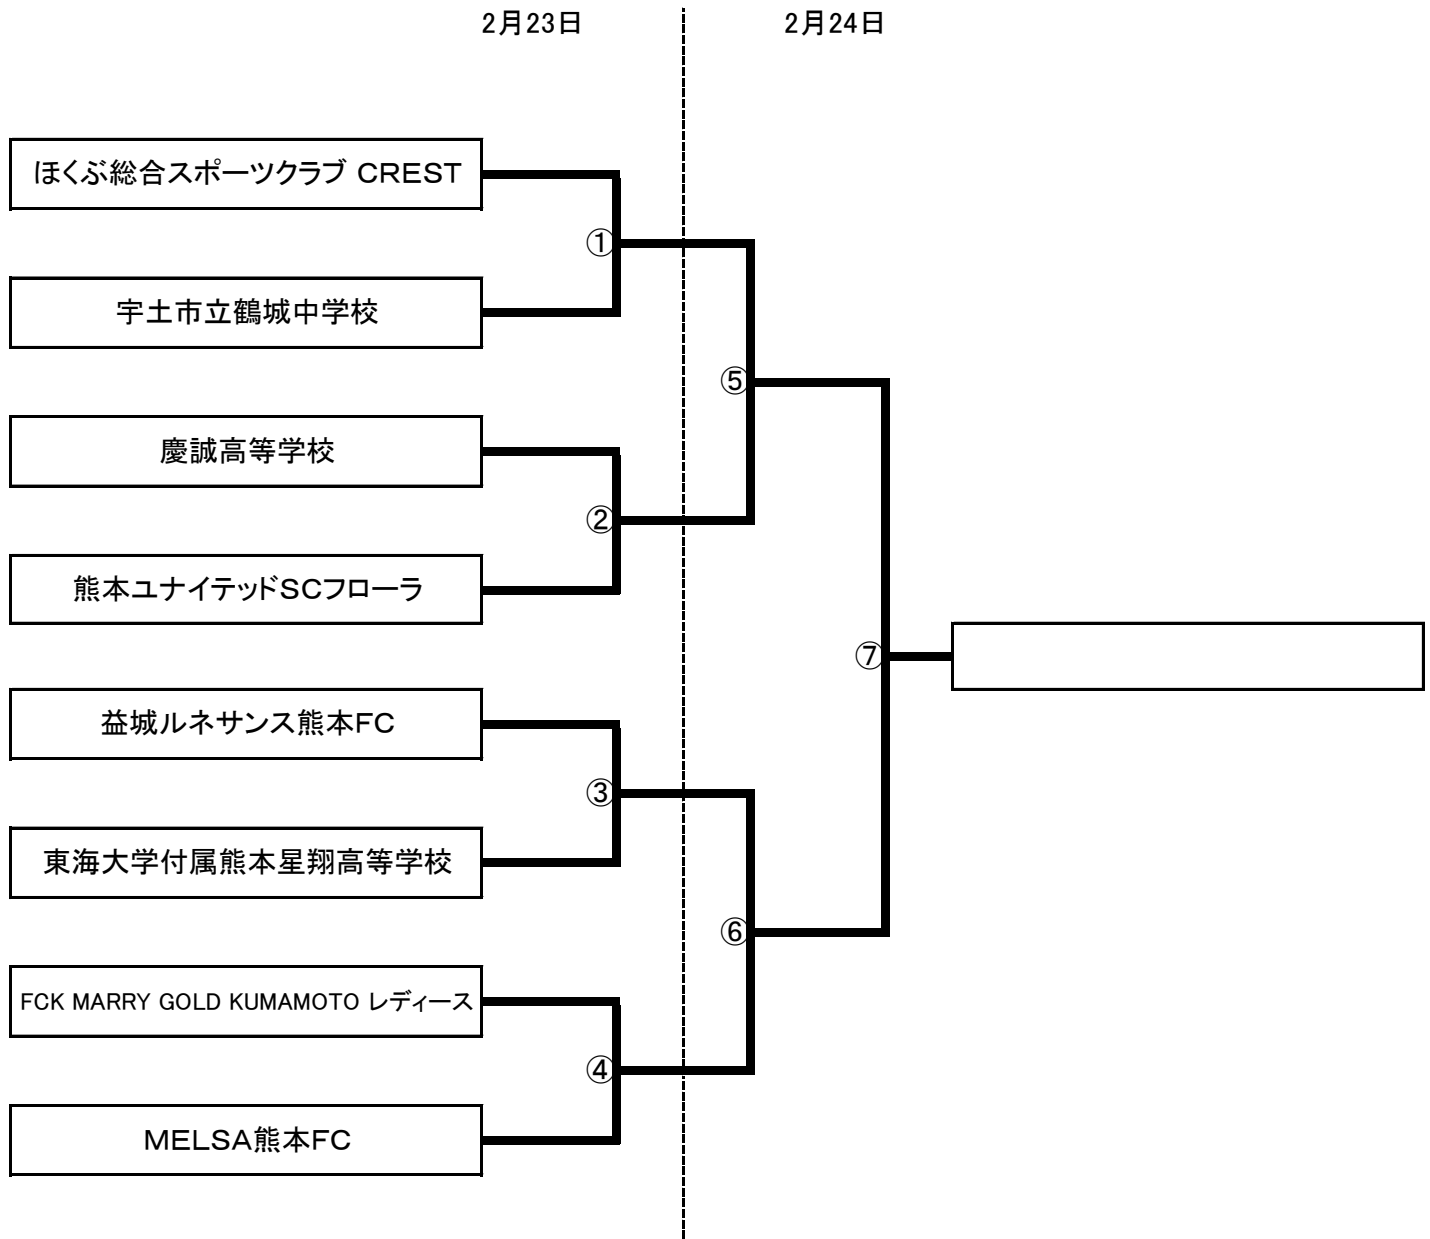 2月23日
2月24日
ほくぶ総合スポーツクラブ CREST
①
宇土市立鶴城中学校
⑤
慶誠高等学校
②
熊本ユナイテッドSCフローラ
⑦
益城ルネサンス熊本FC
③
東海大学付属熊本星翔高等学校
⑥
FCK MARRY GOLD KUMAMOTO レディース
④
MELSA熊本FC